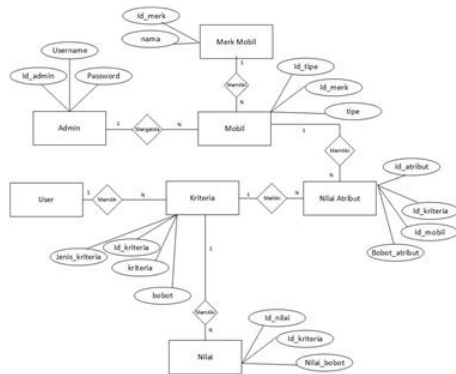 Id_merk
nama
Merk Mobil
1
Memiliki
N
Username
Id_admin
Password
Id_tipe
Id_merk
tipe
Admin
1
Mengelola
N
Mobil
1
Memiliki
N
Id_atribut
User
1
Memiliki
N
Kriteria
1
Memiliki
N
Nilai Atribut
Id_kriteria
Id_mobil
Bobot_atribut
Jenis_kriteria
Id_kriteria
kriteria
bobot
1
Memiliki
N
Id_nilai
Id_kriteria
Nilai
Nilai_bobot